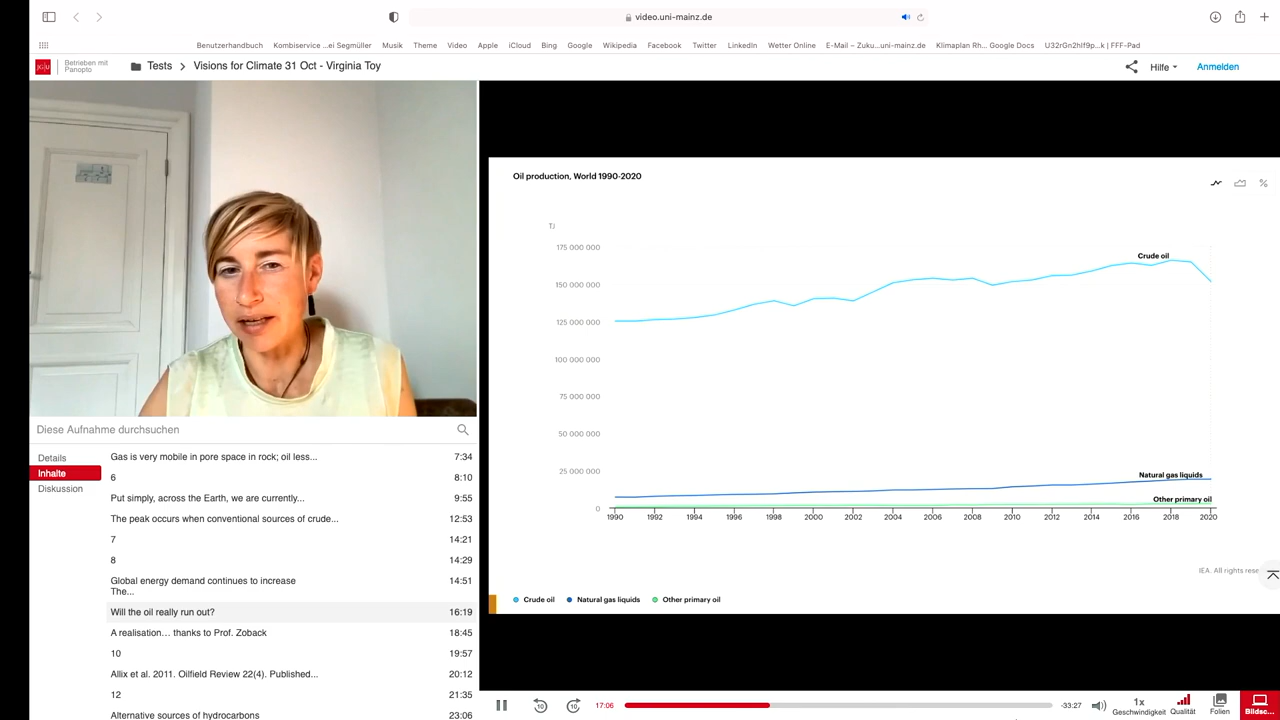 video.uni-mainz.de
Benutzerhandbuch Kombiservice ...ei Segmüller Musik Theme Video Apple iCloud Bing Google Wikipedia Facebook Twitter LinkedIn Wetter Online E-Mail – Zuku...uni-mainz.de Klimaplan Rh... Google Docs U32rGn2hIf9p...k | FFF-Pad
JG|U Betrieben mit Panopto
Tests > Visions for Climate 31 Oct - Virginia Toy
Hilfe
Anmelden
Diese Aufnahme durchsuchen
Details
Inhalte
Diskussion
Gas is very mobile in pore space in rock; oil less... 7:34
6 8:10
Put simply, across the Earth, we are currently... 9:55
The peak occurs when conventional sources of crude... 12:53
7 14:21
8 14:29
Global energy demand continues to increase 14:51
The...
Will the oil really run out? 16:19
A realisation... thanks to Prof. Zoback 18:45
10 19:57
Allix et al. 2011. Oilfield Review 22(4). Published... 20:12
12 21:35
Alternative sources of hydrocarbons 23:06
Oil production, World 1990-2020
%
TJ
175 000 000
150 000 000
125 000 000
100 000 000
75 000 000
50 000 000
25 000 000
0
Crude oil
Natural gas liquids
Other primary oil
1990 1992 1994 1996 1998 2000 2002 2004 2006 2008 2010 2012 2014 2016 2018 2020
IEA. All rights rese
Crude oil Natural gas liquids Other primary oil
10 10 17:06 -33:27
1x
Geschwindigkeit Qualität Folien Bildsc...